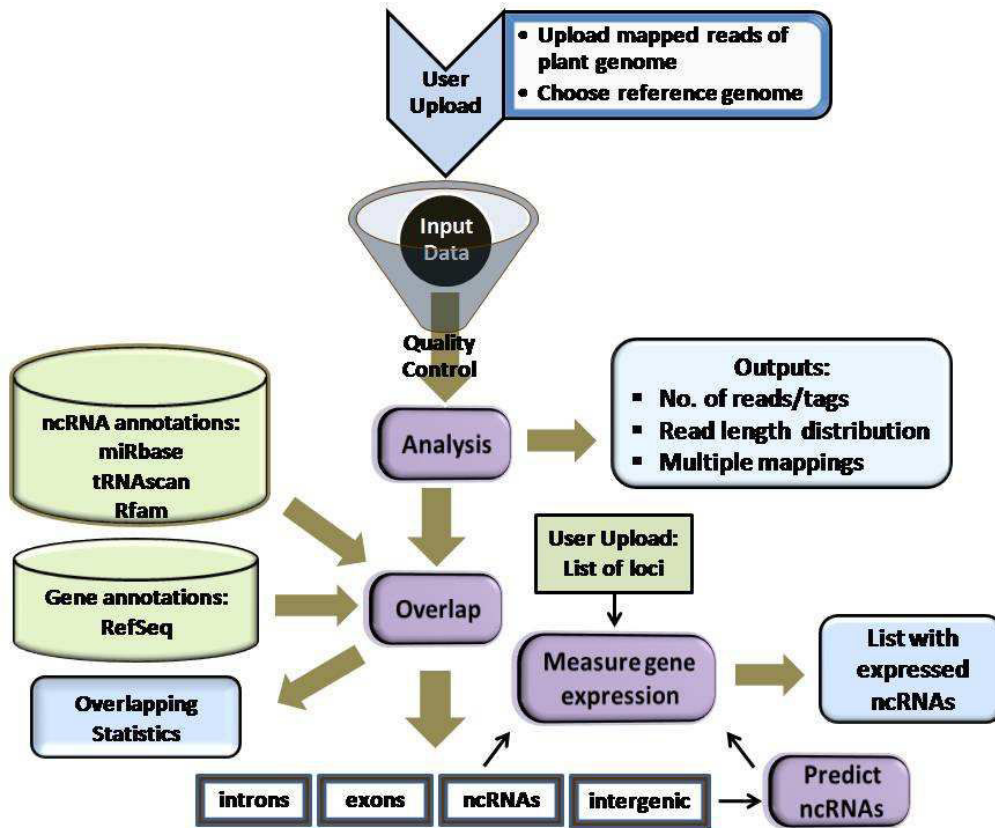 User
Upload
• Upload mapped reads of
plant genome
• Choose reference genome
Input
Data
Quality
Control
Analysis
Outputs:
▪ No. of reads/tags
▪ Read length distribution
▪ Multiple mappings
ncRNA annotations:
miRbase
tRNAscan
Rfam
Gene annotations:
RefSeq
Overlap
User Upload:
List of loci
Overlapping
Statistics
Measure gene
expression
List with
expressed
ncRNAs
introns
exons
ncRNAs
intergenic
Predict
ncRNAs